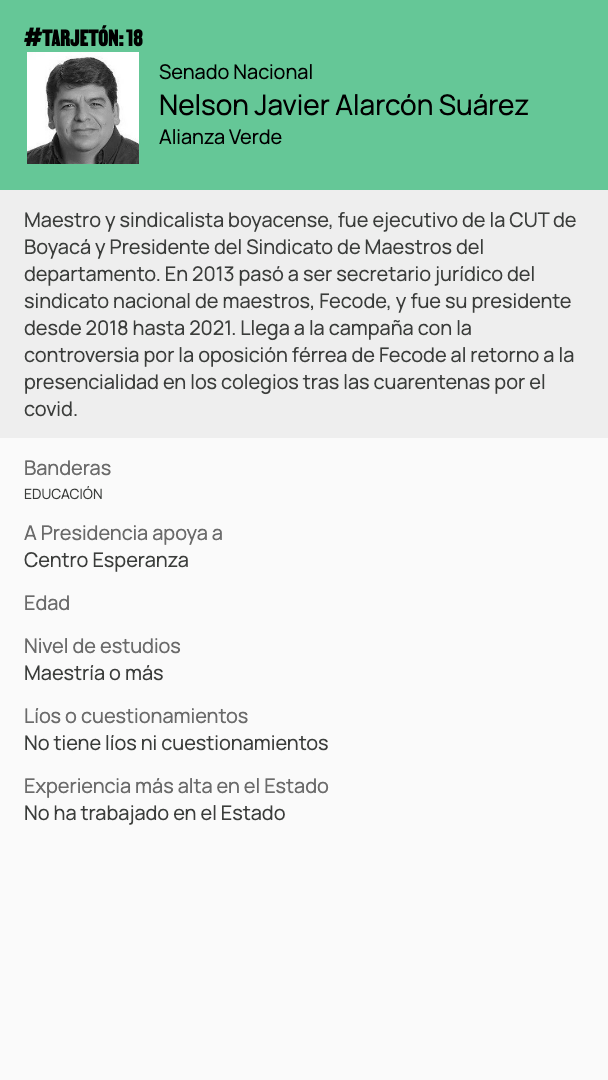 #TARJETÓN: 18
Senado Nacional
Nelson Javier Alarcón Suárez
Alianza Verde
Maestro y sindicalista boyacense, fue ejecutivo de la CUT de
Boyacá y Presidente del Sindicato de Maestros del
departamento. En 2013 pasó a ser secretario jurídico del
sindicato nacional de maestros, Fecode, y fue su presidente
desde 2018 hasta 2021. Llega a la campaña con la
controversia por la oposición férrea de Fecode al retorno a la
presencialidad en los colegios tras las cuarentenas por el
covid.
Banderas
EDUCACIÓN
A Presidencia apoya a
Centro Esperanza
Edad
Nivel de estudios
Maestría o más
Líos o cuestionamientos
No tiene líos ni cuestionamientos
Experiencia más alta en el Estado
No ha trabajado en el Estado